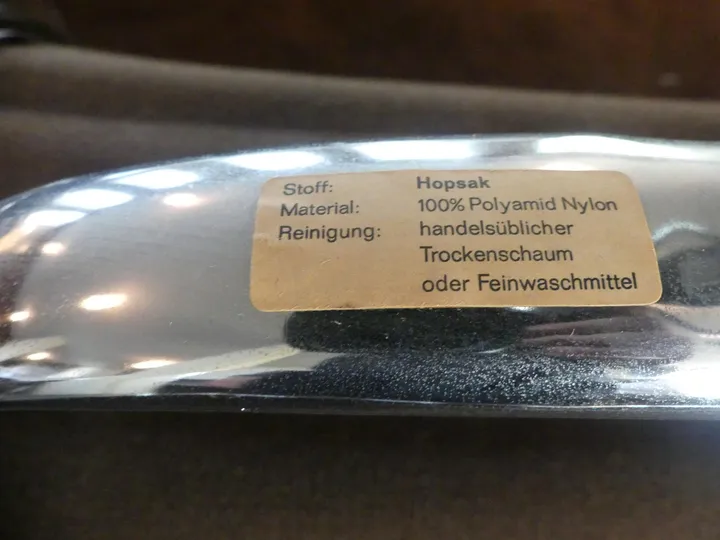 Stoff: Hopsak
Material: 100% Polyamid Nylon
Reinigung: handelsüblicher
Trockenschaum
oder Feinwaschmittel